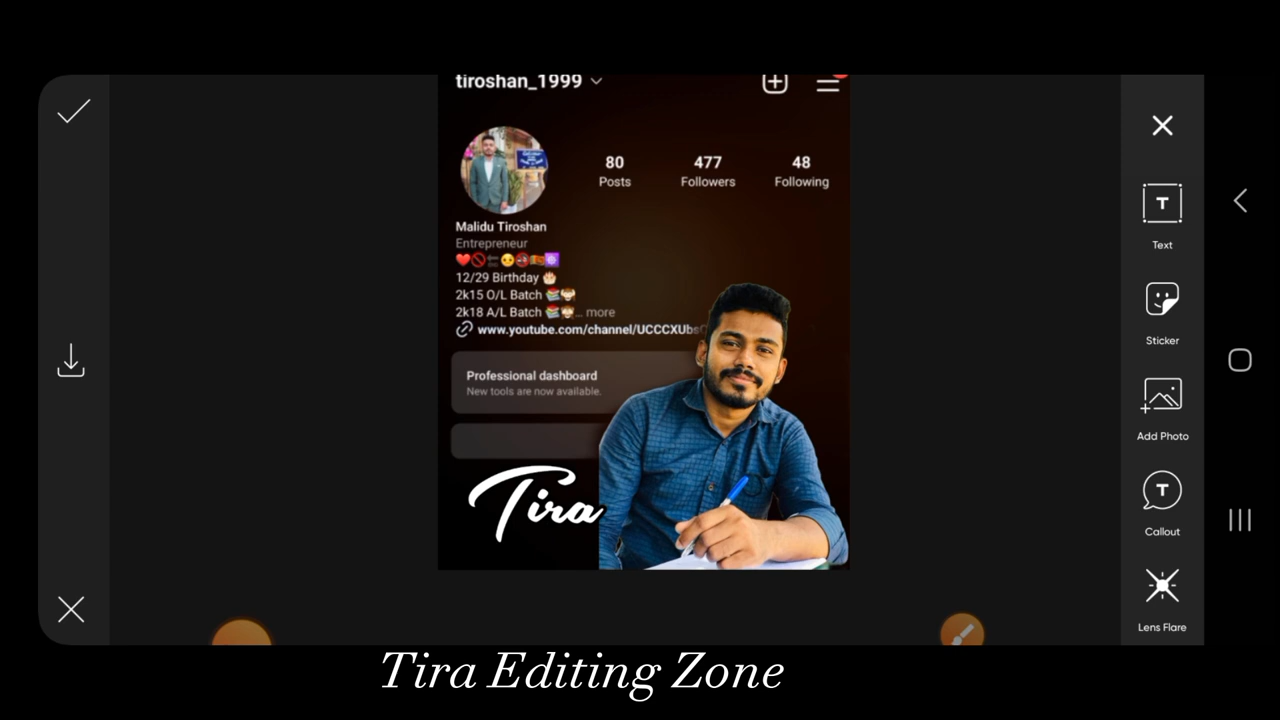 tiroshan_1999
80
Posts
477
Followers
48
Following
Malidu Tiroshan
Entrepreneur
12/29 Birthday 🎂
2k15 O/L Batch
2k18 A/L Batch ... more
www.youtube.com/channel/UCCCXUbs
Professional dashboard
New tools are now available.
Tira
T
Text
Sticker
Add Photo
T
Callout
Lens Flare
Tira Editing Zone